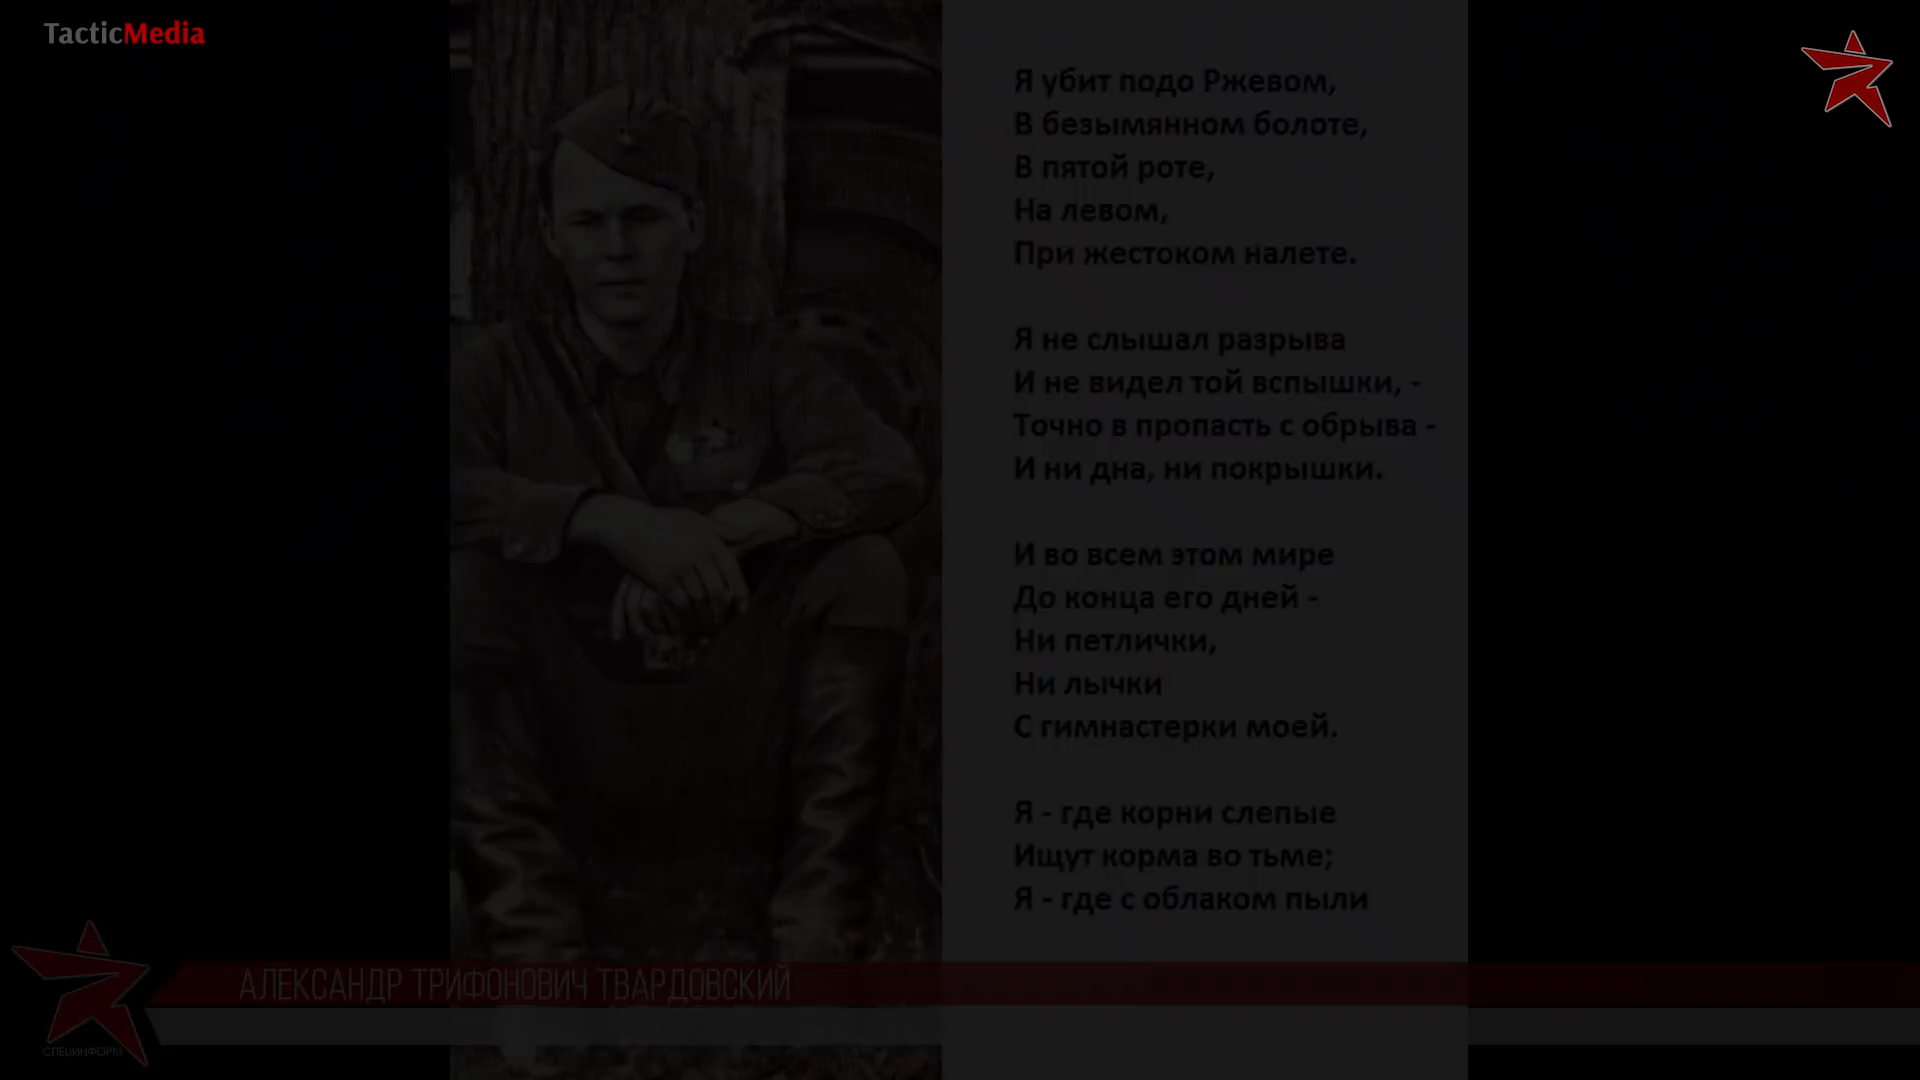 TacticMedia
Я убит подо Ржевом,
В безымянном болоте,
В пятой роте,
На левом,
При жестоком налете.
Я не слышал разрыва
И не видел той вспышки, -
Точно в пропасть с обрыва -
И ни дна, ни покрышки.
И во всем этом мире
До конца его дней -
Ни петлички,
Ни лычки
С гимнастерки моей.
Я - где корни слепые
Ищут корма во тьме;
Я - где с облаком пыли
АЛЕКСАНДР ТРИФОНОВИЧ ТВАРДОВСКИЙ
СПЕЦИНФОРМ